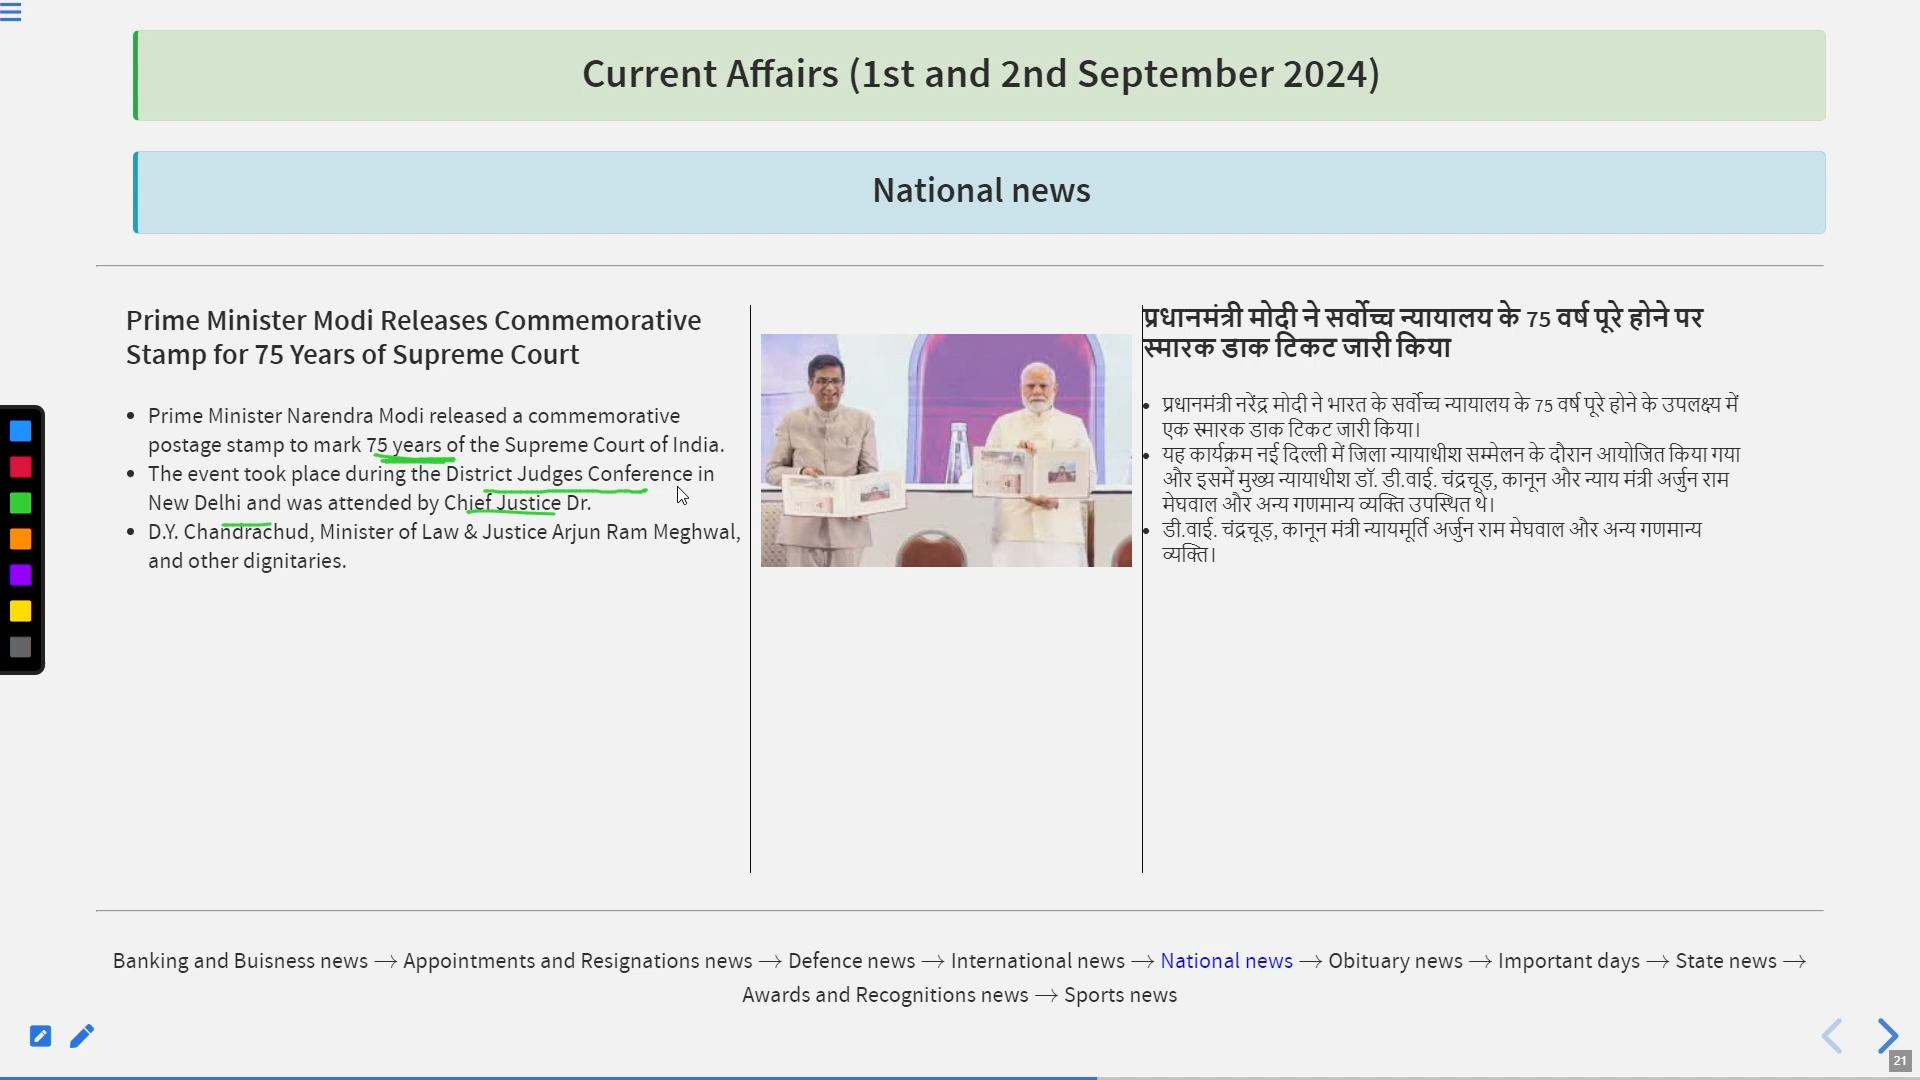 Current Affairs (1st and 2nd September 2024)
National news
Prime Minister Modi Releases Commemorative
Stamp for 75 Years of Supreme Court
• Prime Minister Narendra Modi released a commemorative
postage stamp to mark 75 years of the Supreme Court of India.
• The event took place during the District Judges Conference in
New Delhi and was attended by Chief Justice Dr.
• D.Y. Chandrachud, Minister of Law & Justice Arjun Ram Meghwal,
and other dignitaries.
प्रधानमंत्री मोदी ने सर्वोच्च न्यायालय के 75 वर्ष पूरे होने पर
स्मारक डाक टिकट जारी किया
• प्रधानमंत्री नरेंद्र मोदी ने भारत के सर्वोच्च न्यायालय के 75 वर्ष पूरे होने के उपलक्ष्य में
एक स्मारक डाक टिकट जारी किया।
• यह कार्यक्रम नई दिल्ली में जिला न्यायाधीश सम्मेलन के दौरान आयोजित किया गया
और इसमें मुख्य न्यायाधीश डॉ. डी.वाई. चंद्रचूड़, कानून और न्याय मंत्री अर्जुन राम
मेघवाल और अन्य गणमान्य व्यक्ति उपस्थित थे।
• डी.वाई. चंद्रचूड़, कानून मंत्री न्यायमूर्ति अर्जुन राम मेघवाल और अन्य गणमान्य
व्यक्ति।
Banking and Buisness news → Appointments and Resignations news → Defence news → International news → National news → Obituary news → Important days → State news →
Awards and Recognitions news → Sports news
21